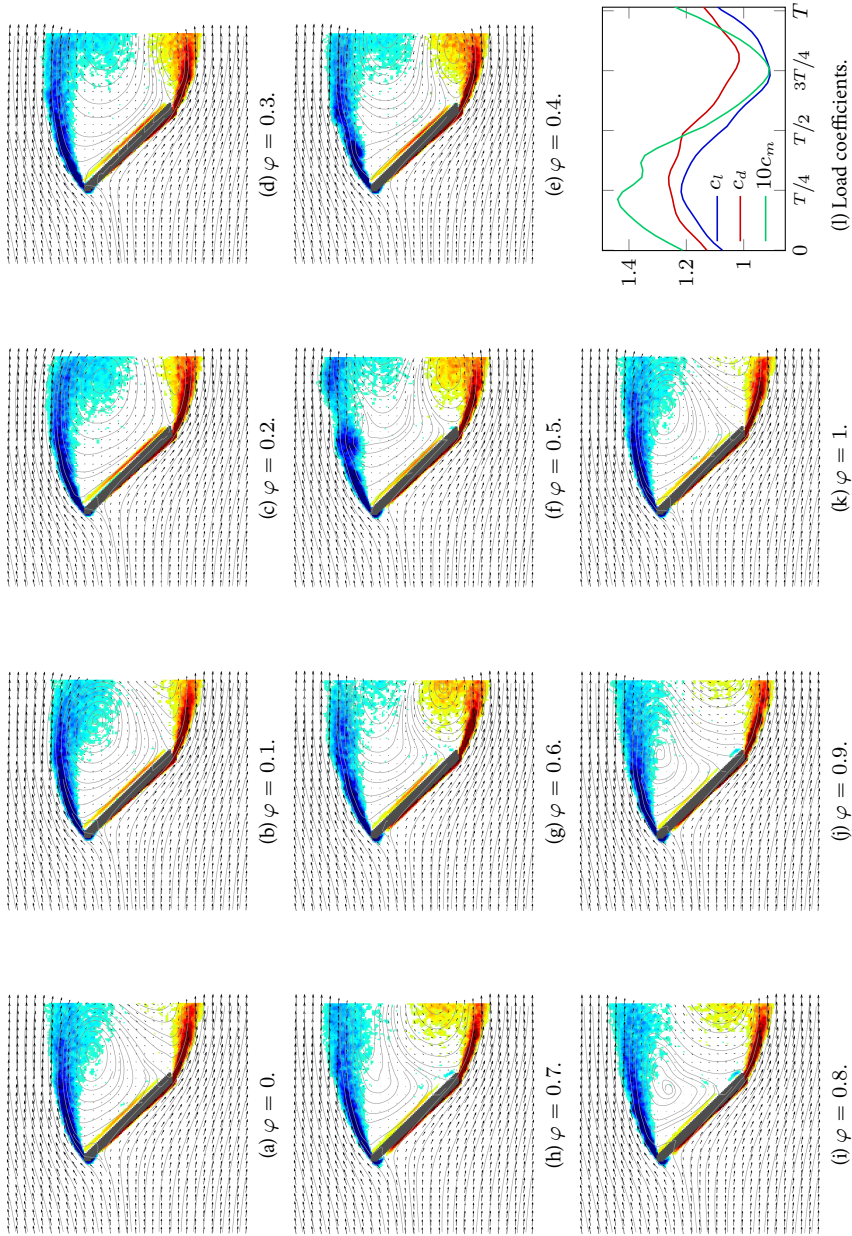 (a) φ = 0.
(b) φ = 0.1.
(c) φ = 0.2.
(d) φ = 0.3.
(h) φ = 0.7.
(g) φ = 0.6.
(f) φ = 0.5.
(e) φ = 0.4.
(i) φ = 0.8.
(j) φ = 0.9.
(k) φ = 1.
1.4
1.2
1
c_l
c_d
10c_m
0 T/4 T/2 3T/4 T
(l) Load coefficients.